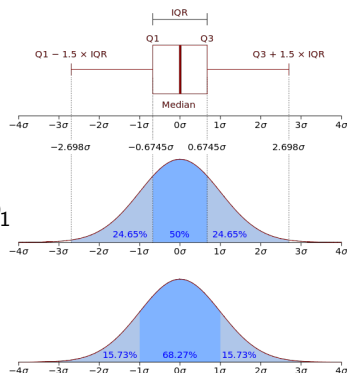 IQR
Q1 Q3
Q1 − 1.5 × IQR Q3 + 1.5 × IQR
Median
−4σ −3σ −2σ −1σ 0σ 1σ 2σ 3σ 4σ
−2.698σ −0.6745σ 0.6745σ 2.698σ
1
24.65% 50% 24.65%
−4σ −3σ −2σ −1σ 0σ 1σ 2σ 3σ 4σ
15.73% 68.27% 15.73%
−4σ −3σ −2σ −1σ 0σ 1σ 2σ 3σ 4σ